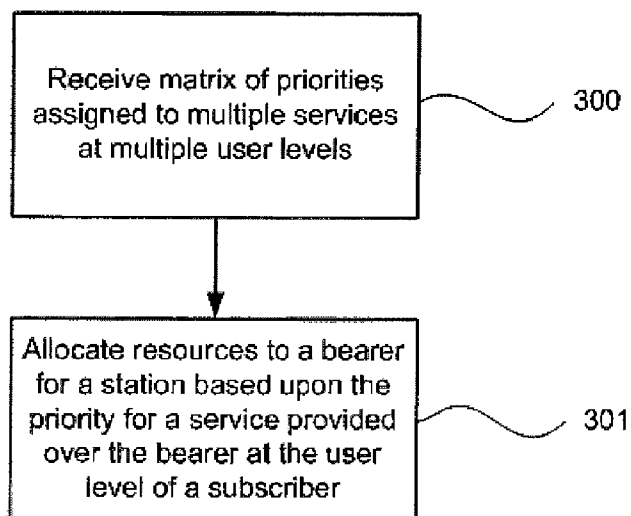 Receive matrix of priorities
assigned to multiple services
at multiple user levels
300
Allocate resources to a bearer
for a station based upon the
priority for a service provided
over the bearer at the user
level of a subscriber
301